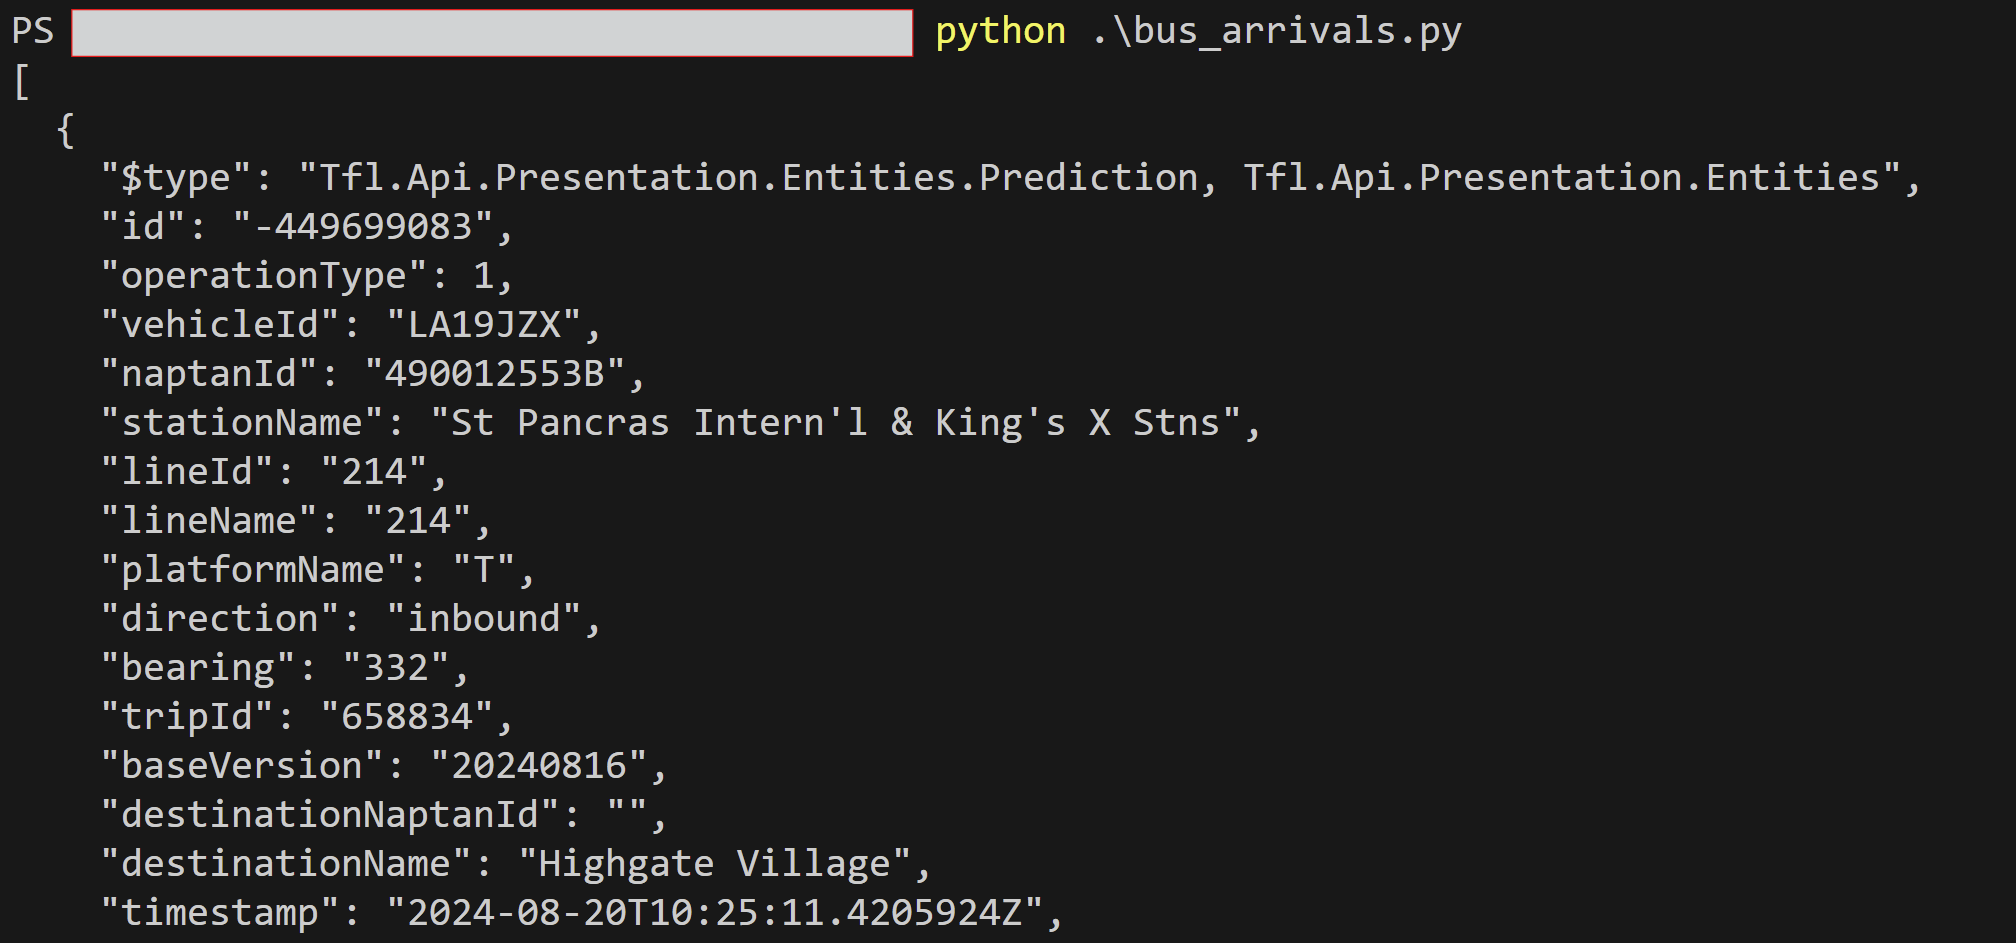 PS python .\bus_arrivals.py
[
  {
    "$type": "Tfl.Api.Presentation.Entities.Prediction, Tfl.Api.Presentation.Entities",
    "id": "-449699083",
    "operationType": 1,
    "vehicleId": "LA19JZX",
    "naptanId": "490012553B",
    "stationName": "St Pancras Intern'l & King's X Stns",
    "lineId": "214",
    "lineName": "214",
    "platformName": "T",
    "direction": "inbound",
    "bearing": "332",
    "tripId": "658834",
    "baseVersion": "20240816",
    "destinationNaptanId": "",
    "destinationName": "Highgate Village",
    "timestamp": "2024-08-20T10:25:11.4205924Z",